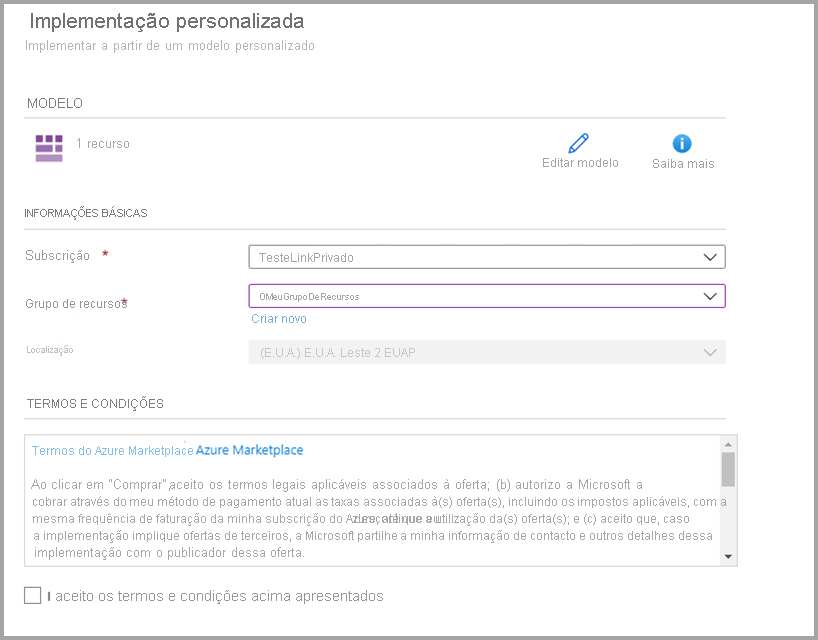 Implementação personalizada
Implementar a partir de um modelo personalizado
MODELO
1 recurso
Editar modelo
Saiba mais
INFORMAÇÕES BÁSICAS
Subscrição *
TesteLinkPrivado
Grupo de recursos*
OMeuGrupoDeRecursos
Criar novo
Localização
(E.U.A.) E.U.A. Leste 2 EUAP
TERMOS E CONDIÇÕES
Termos do Azure Marketplace Azure Marketplace
Ao clicar em "Comprar",aceito os termos legais aplicáveis associados à oferta; (b) autorizo a Microsoft a
cobrar através do meu método de pagamento atual as taxas associadas à(s) oferta(s), incluindo os impostos aplicáveis, com a
mesma frequência de faturação da minha subscrição do utilização da(s) oferta(s); e (c) aceito que, caso
a implementação implique ofertas de terceiros, a Microsoft partilhe a minha informação de contacto e outros detalhes dessa
implementação com o publicador dessa oferta.
I aceito os termos e condições acima apresentados